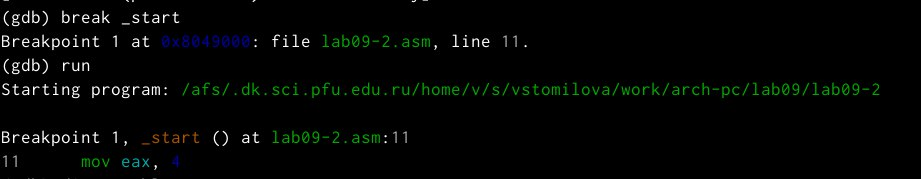 (gdb) break _start
Breakpoint 1 at 0x8049000: file lab09-2.asm, line 11.
(gdb) run
Starting program: /afs/.dk.sci.pfu.edu.ru/home/v/s/vstomilova/work/arch-pc/lab09/lab09-2
Breakpoint 1, _start () at lab09-2.asm:11
11 mov eax, 4